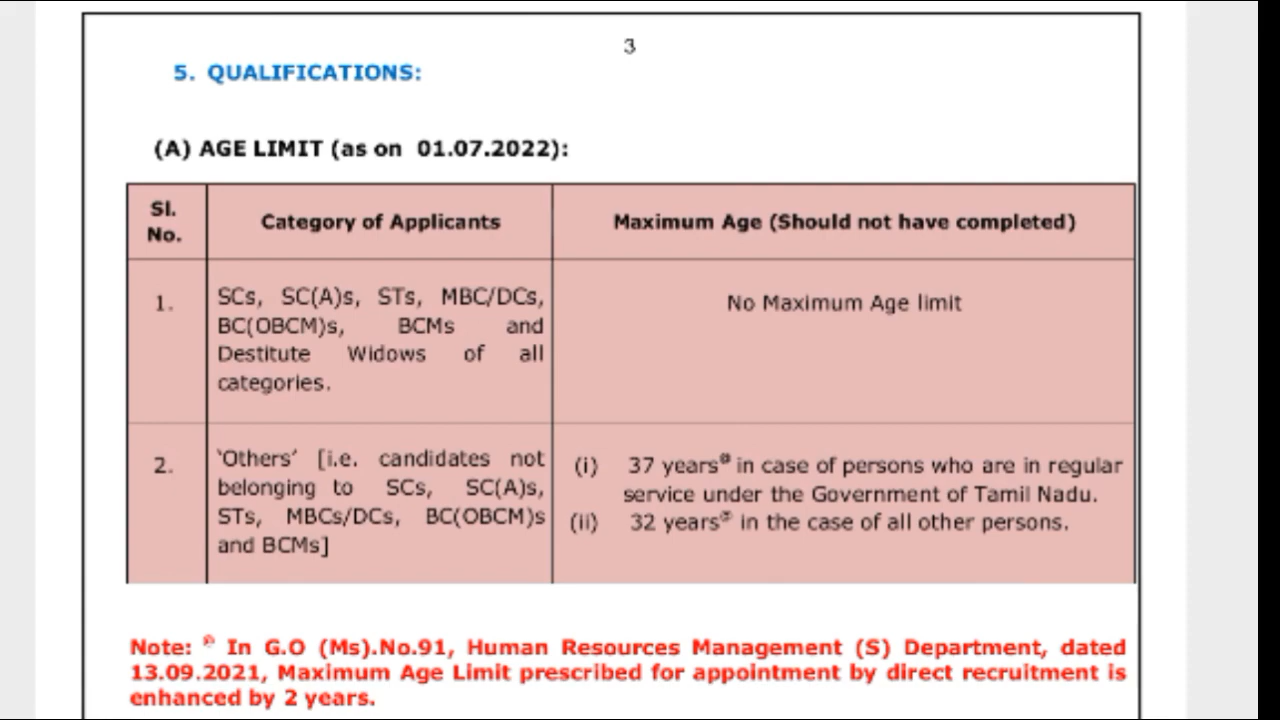 3
5. QUALIFICATIONS:
(A) AGE LIMIT (as on 01.07.2022):
Sl. No.
Category of Applicants
Maximum Age (Should not have completed)
1.
SCs, SC(A)s, STs, MBC/DCs,
BC(OBCM)s, BCMs and
Destitute Widows of all
categories.
No Maximum Age limit
2.
‘Others’ [i.e. candidates not
belonging to SCs, SC(A)s,
STs, MBCs/DCs, BC(OBCM)s
and BCMs]
(i) 37 years@ in case of persons who are in regular
service under the Government of Tamil Nadu.
(ii) 32 years@ in the case of all other persons.
Note: @ In G.O (Ms).No.91, Human Resources Management (S) Department, dated
13.09.2021, Maximum Age Limit prescribed for appointment by direct recruitment is
enhanced by 2 years.